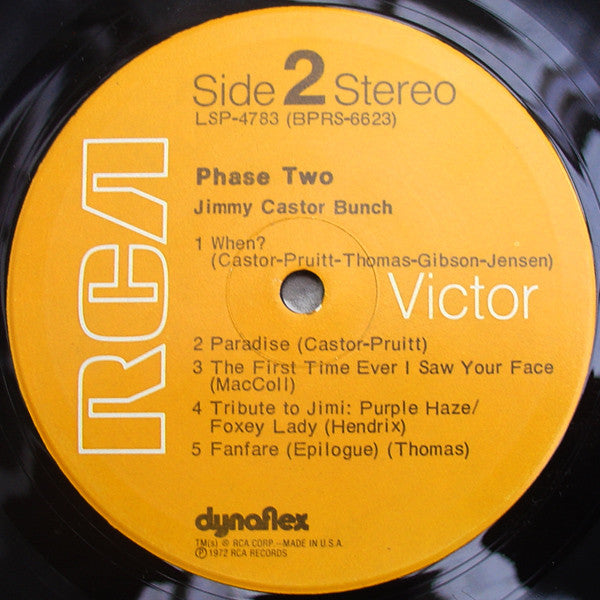 Side 2 Stereo
LSP-4783 (BPRS-6623)
Phase Two
Jimmy Castor Bunch
1 When?
(Castor-Pruitt-Thomas-Gibson-Jensen)
RCA
Victor
2 Paradise (Castor-Pruitt)
3 The First Time Ever I Saw Your Face
(MacColl)
4 Tribute to Jimi: Purple Haze/
Foxey Lady (Hendrix)
5 Fanfare (Epilogue) (Thomas)
dynaflex
TM(s) ® RCA CORP.—MADE IN U.S.A.
℗ 1972 RCA RECORDS